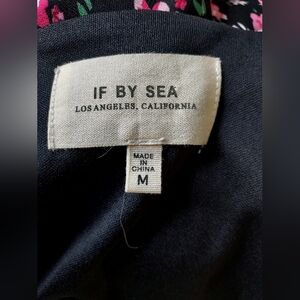 IF BY SEA
LOS ANGELES, CALIFORNIA
MADE
IN
CHINA
M